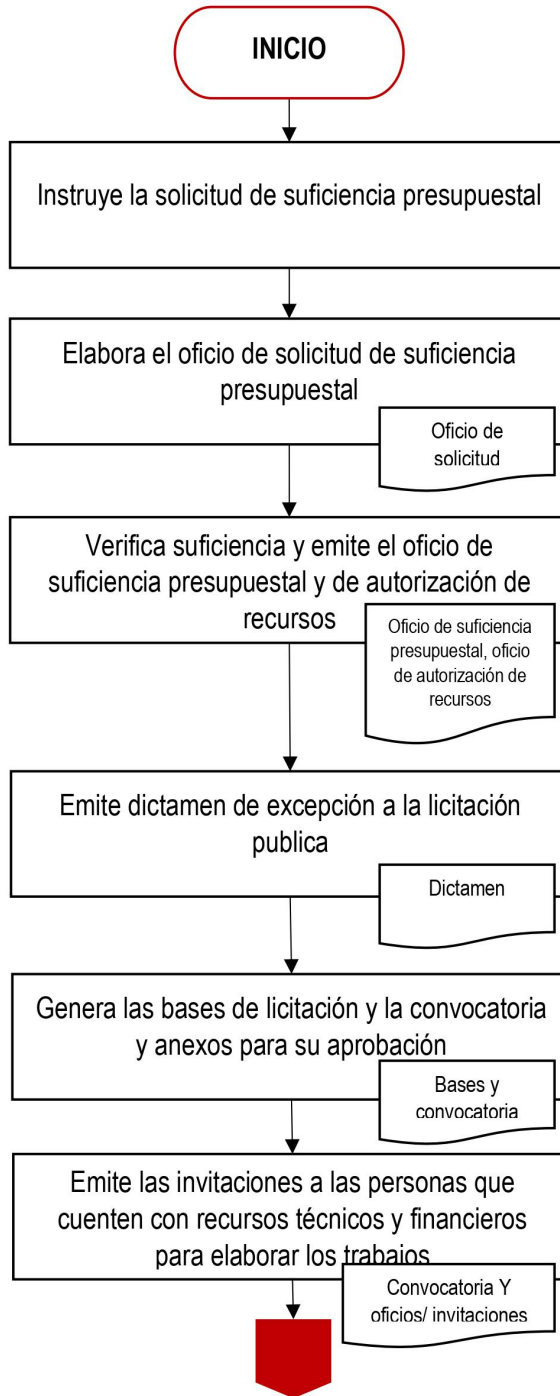 INICIO
Instruye la solicitud de suficiencia presupuestal
Elabora el oficio de solicitud de suficiencia
presupuestal
Oficio de
solicitud
Verifica suficiencia y emite el oficio de
suficiencia presupuestal y de autorización de
recursos
Oficio de suficiencia
presupuestal, oficio
de autorización de
recursos
Emite dictamen de excepción a la licitación
publica
Dictamen
Genera las bases de licitación y la convocatoria
y anexos para su aprobación
Bases y
convocatoria
Emite las invitaciones a las personas que
cuenten con recursos técnicos y financieros
para elaborar los trabajos
Convocatoria Y
oficios/ invitaciones